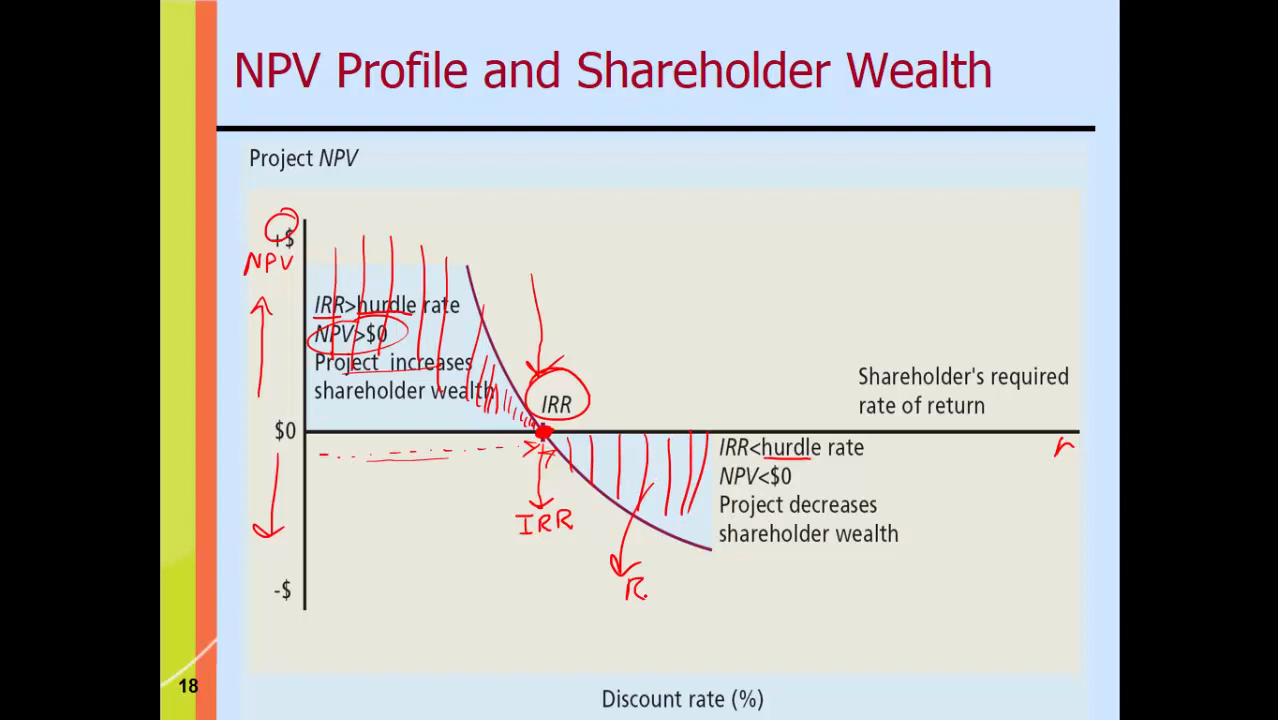 NPV Profile and Shareholder Wealth
Project NPV
+$
NPV
IRR>hurdle rate
NPV>$0
Project increases
shareholder wealth
IRR
Shareholder's required
rate of return
$0
r
IRR<hurdle rate
NPV<$0
Project decreases
shareholder wealth
IRR
R.
-$
18
Discount rate (%)